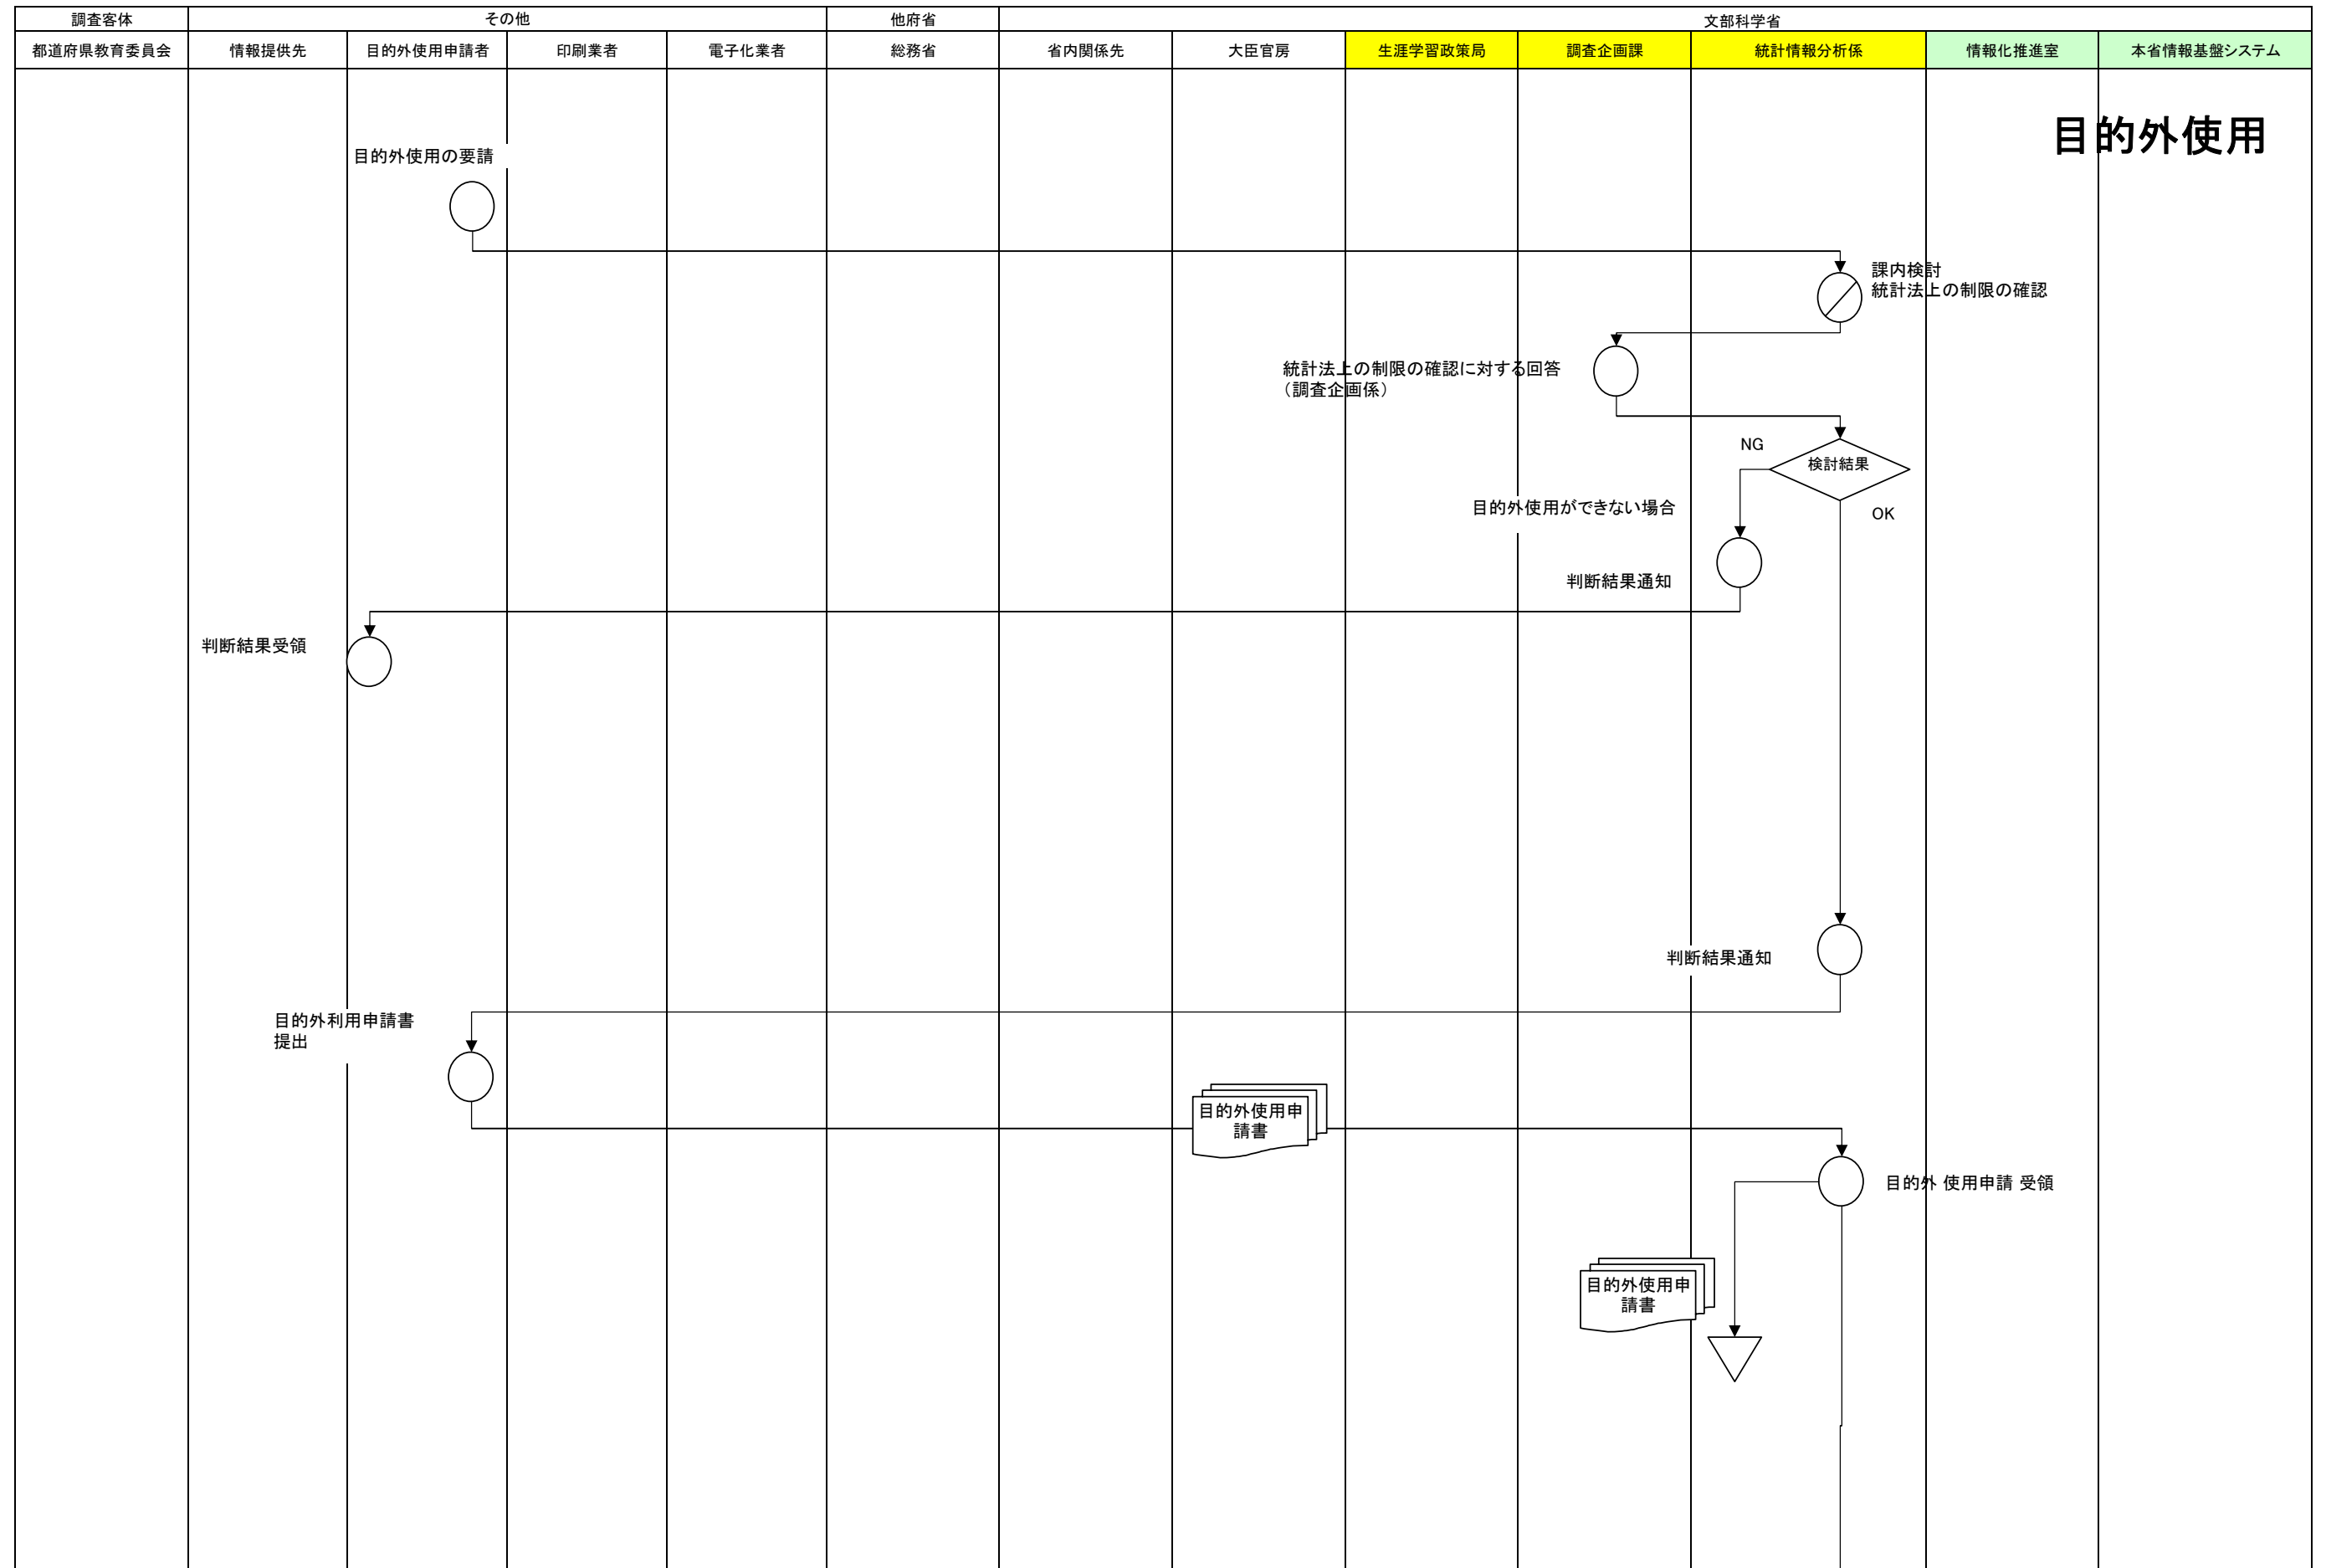 調査客体
その他
他府省
文部科学省
都道府県教育委員会
情報提供先
目的外使用申請者
印刷業者
電子化業者
総務省
省内関係先
大臣官房
生涯学習政策局
調査企画課
統計情報分析係
情報化推進室
本省情報基盤システム
目的外使用
目的外使用の要請
課内検討
統計法上の制限の確認
統計法上の制限の確認に対する回答
（調査企画係）
NG
検討結果
目的外使用ができない場合
OK
判断結果通知
判断結果受領
判断結果通知
目的外利用申請書
提出
目的外使用申
請書
目的外 使用申請 受領
目的外使用申
請書